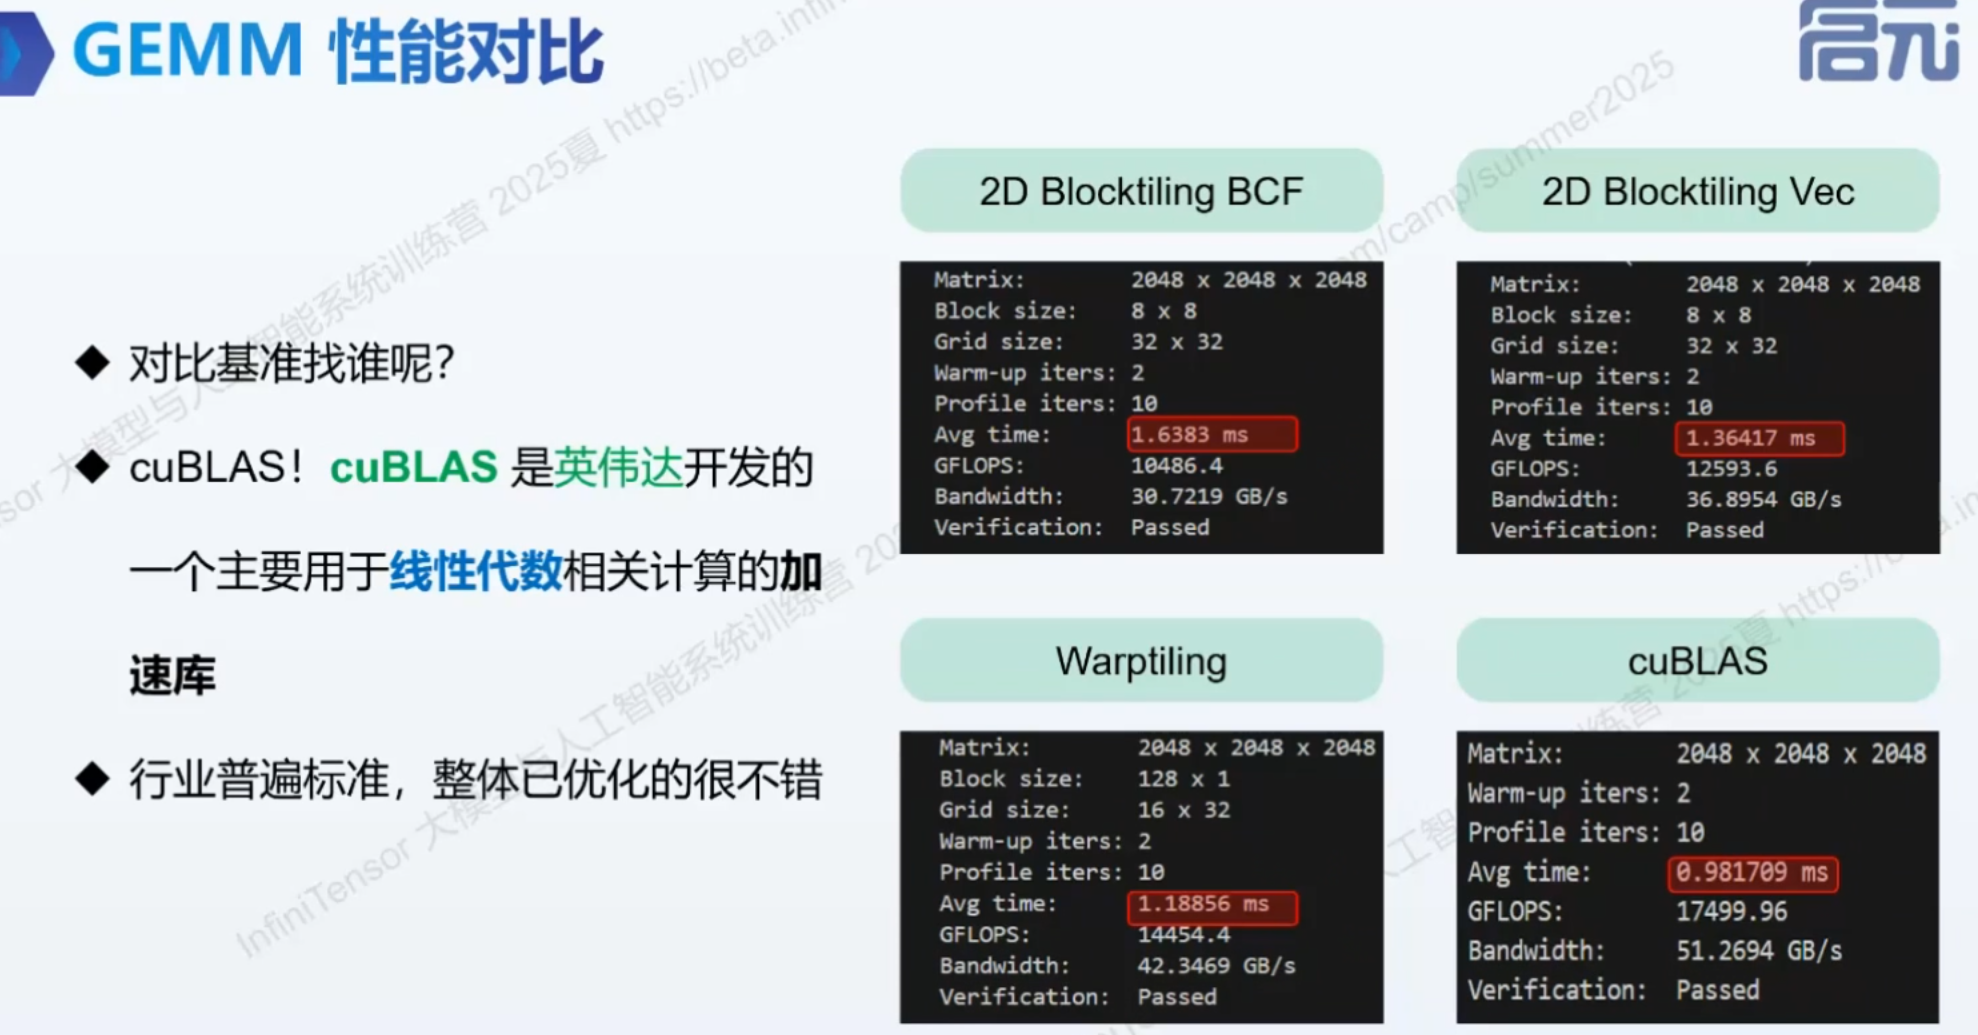 GEMM 性能对比
启元
◆ 对比基准找谁呢?
◆ cuBLAS！cuBLAS 是英伟达开发的
一个主要用于线性代数相关计算的加
速库
◆ 行业普遍标准，整体已优化的很不错
2D Blocktiling BCF
Matrix: 2048 x 2048 x 2048
Block size: 8 x 8
Grid size: 32 x 32
Warm-up iters: 2
Profile iters: 10
Avg time: 1.6383 ms
GFLOPS: 10486.4
Bandwidth: 30.7219 GB/s
Verification: Passed
2D Blocktiling Vec
Matrix: 2048 x 2048 x 2048
Block size: 8 x 8
Grid size: 32 x 32
Warm-up iters: 2
Profile iters: 10
Avg time: 1.36417 ms
GFLOPS: 12593.6
Bandwidth: 36.8954 GB/s
Verification: Passed
Warptiling
Matrix: 2048 x 2048 x 2048
Block size: 128 x 1
Grid size: 16 x 32
Warm-up iters: 2
Profile iters: 10
Avg time: 1.18856 ms
GFLOPS: 14454.4
Bandwidth: 42.3469 GB/s
Verification: Passed
cuBLAS
Matrix: 2048 x 2048 x 2048
Warm-up iters: 2
Profile iters: 10
Avg time: 0.981709 ms
GFLOPS: 17499.96
Bandwidth: 51.2694 GB/s
Verification: Passed
InfiniTensor 大模型与人工智能系统训练营 2025夏 https://beta.infin